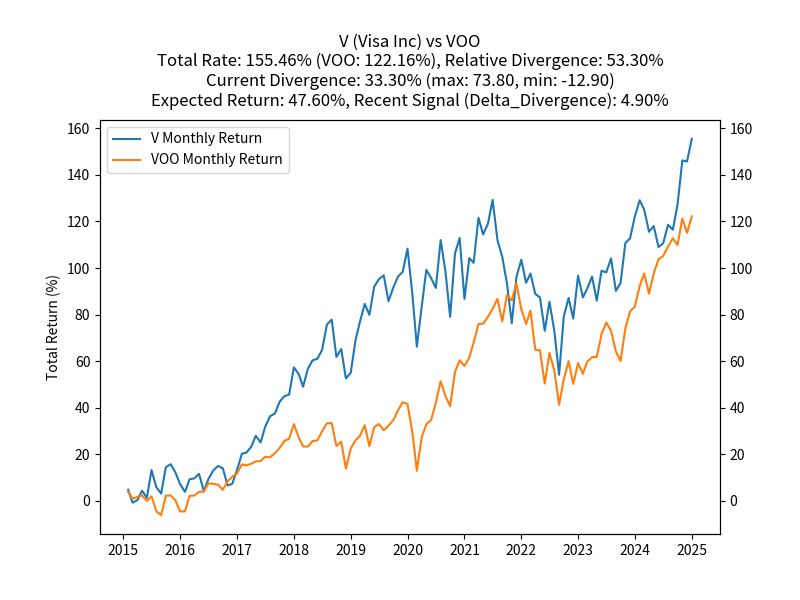 V (Visa Inc) vs VOO
Total Rate: 155.46% (VOO: 122.16%), Relative Divergence: 53.30%
Current Divergence: 33.30% (max: 73.80, min: -12.90)
Expected Return: 47.60%, Recent Signal (Delta_Divergence): 4.90%
V Monthly Return
VOO Monthly Return
Total Return (%)
160
140
120
100
80
60
40
20
0
160
140
120
100
80
60
40
20
0
2015 2016 2017 2018 2019 2020 2021 2022 2023 2024 2025